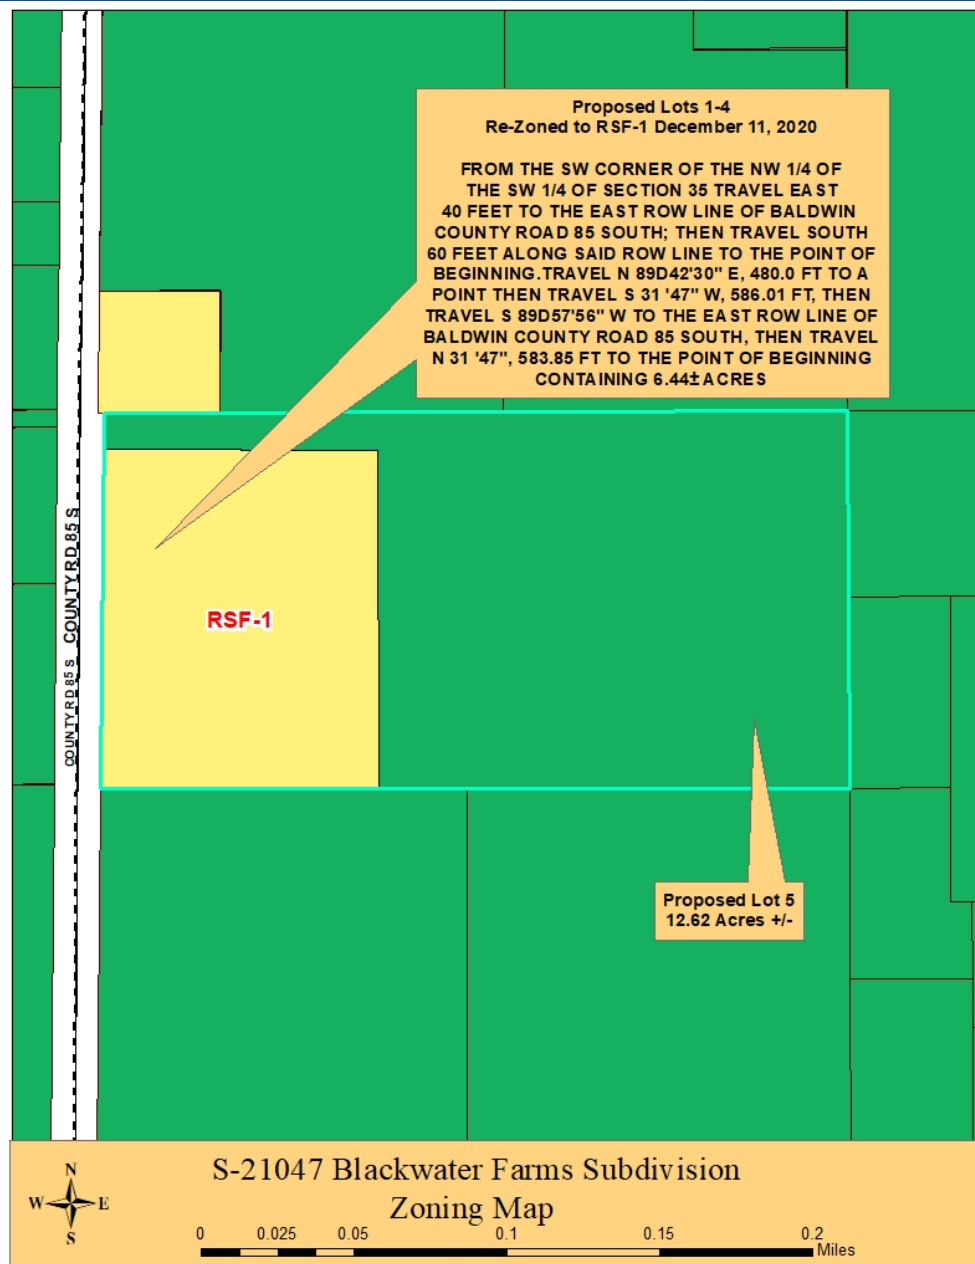 Proposed Lots 1-4
Re-Zoned to RSF-1 December 11, 2020
FROM THE SW CORNER OF THE NW 1/4 OF
THE SW 1/4 OF SECTION 35 TRAVEL EAST
40 FEET TO THE EAST ROW LINE OF BALDWIN
COUNTY ROAD 85 SOUTH; THEN TRAVEL SOUTH
60 FEET ALONG SAID ROW LINE TO THE POINT OF
BEGINNING.TRAVEL N 89D42'30" E, 480.0 FT TO A
POINT THEN TRAVEL S 31 '47" W, 586.01 FT, THEN
TRAVEL S 89D57'56" W TO THE EAST ROW LINE OF
BALDWIN COUNTY ROAD 85 SOUTH, THEN TRAVEL
N 31 '47", 583.85 FT TO THE POINT OF BEGINNING
CONTAINING 6.44± ACRES
COUNTY RD 85 S
COUNTY RD 85 S
RSF-1
Proposed Lot 5
12.62 Acres +/-
S-21047 Blackwater Farms Subdivision
Zoning Map
N
W E
S
0 0.025 0.05 0.1 0.15 0.2
Miles